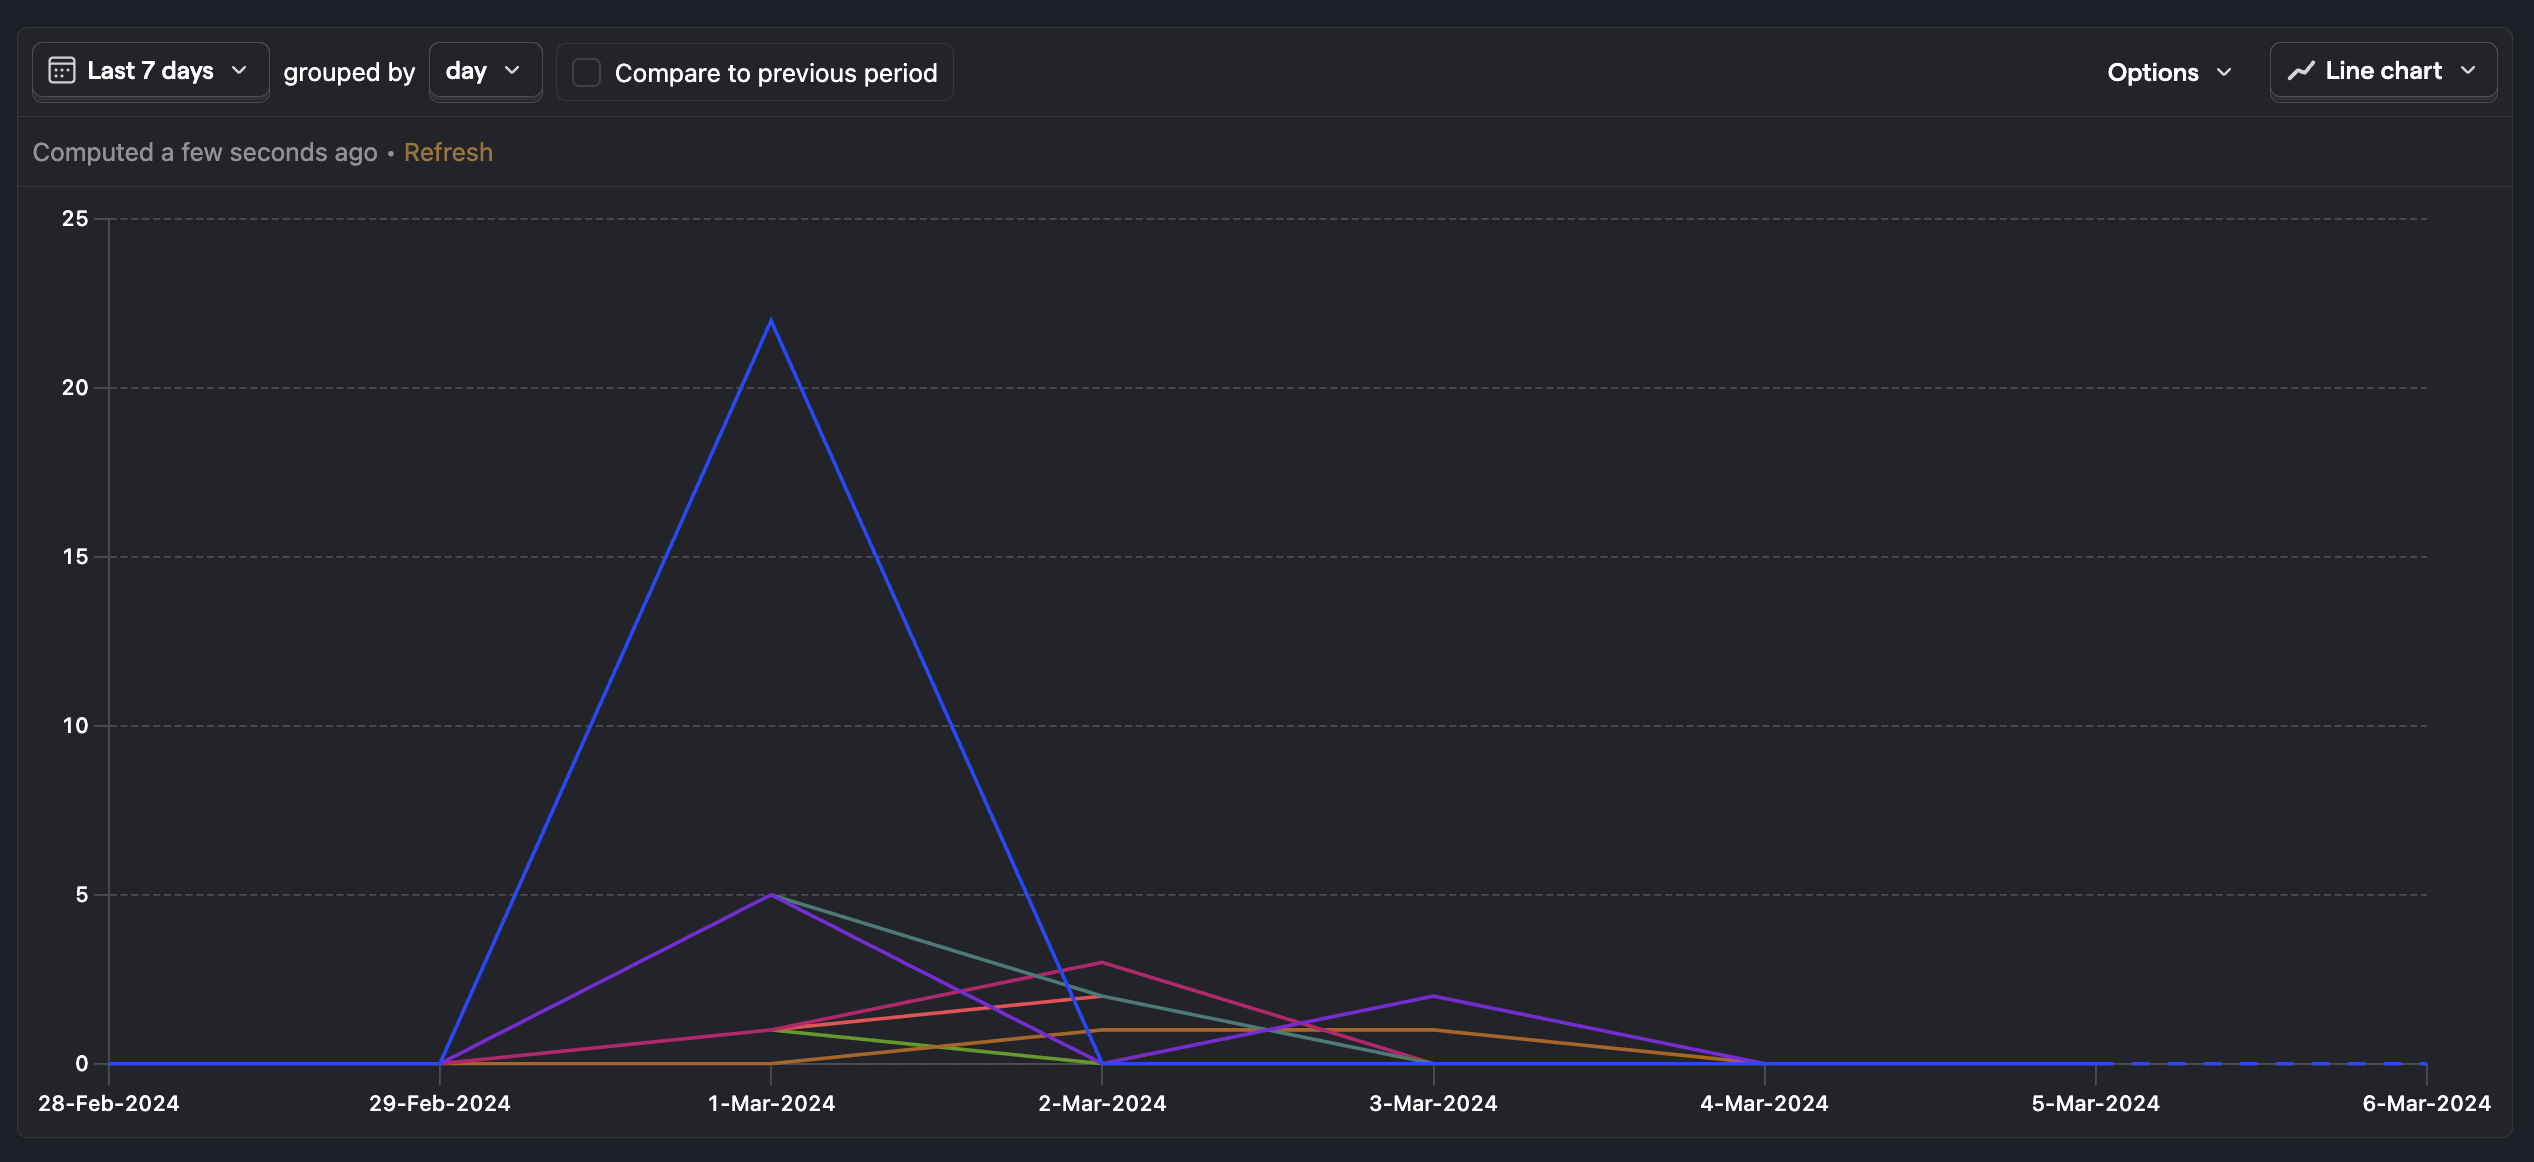 Last 7 days grouped by day Compare to previous period Options Line chart
Computed a few seconds ago • Refresh
25
20
15
10
5
0
28-Feb-2024 29-Feb-2024 1-Mar-2024 2-Mar-2024 3-Mar-2024 4-Mar-2024 5-Mar-2024 6-Mar-2024